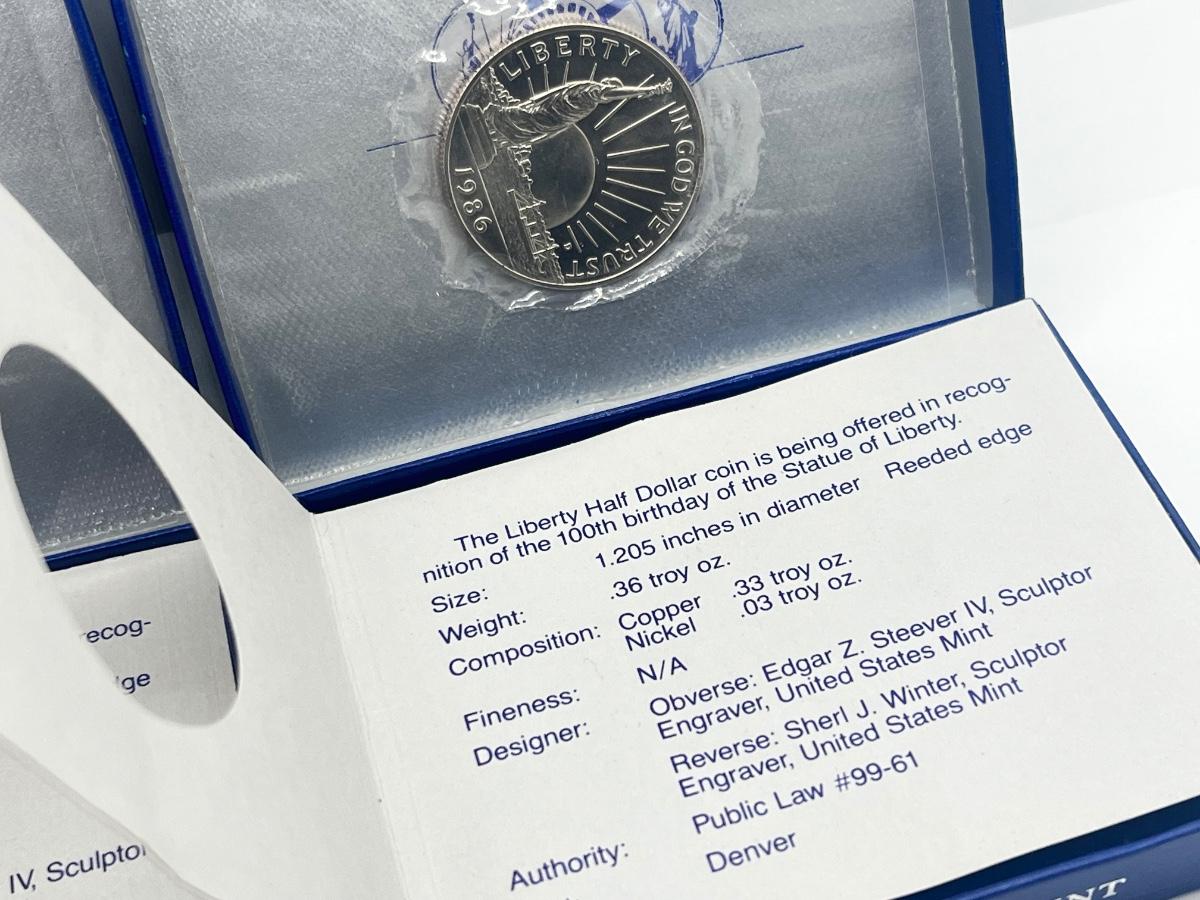 LIBERTY
IN GOD WE TRUST
1986
The Liberty Half Dollar coin is being offered in recog-
nition of the 100th birthday of the Statue of Liberty.
Size: 1.205 inches in diameter Reeded edge
Weight: .36 troy oz.
Composition: Copper .33 troy oz.
Nickel .03 troy oz.
Fineness: N/A
Designer: Obverse: Edgar Z. Steever IV, Sculptor
Engraver, United States Mint
Reverse: Sherl J. Winter, Sculptor
Engraver, United States Mint
Authority: Public Law #99-61
Denver
recog-
ge
IV, Sculptor